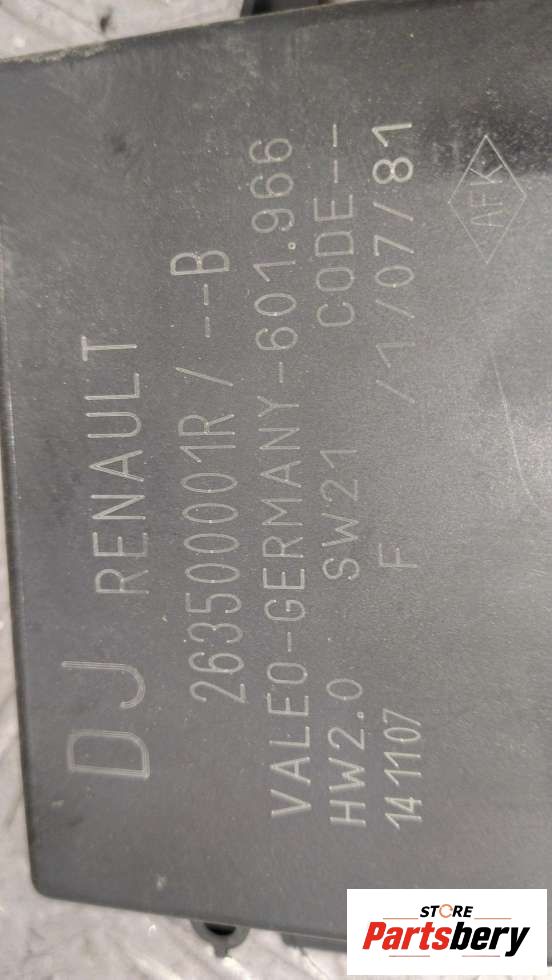 DJ RENAULT
263500001R/ --B
VALEO-GERMANY-601.966
HW2.0 SW21 CODE--
141107 F /1/07/81
AFK
STORE
Partsbery